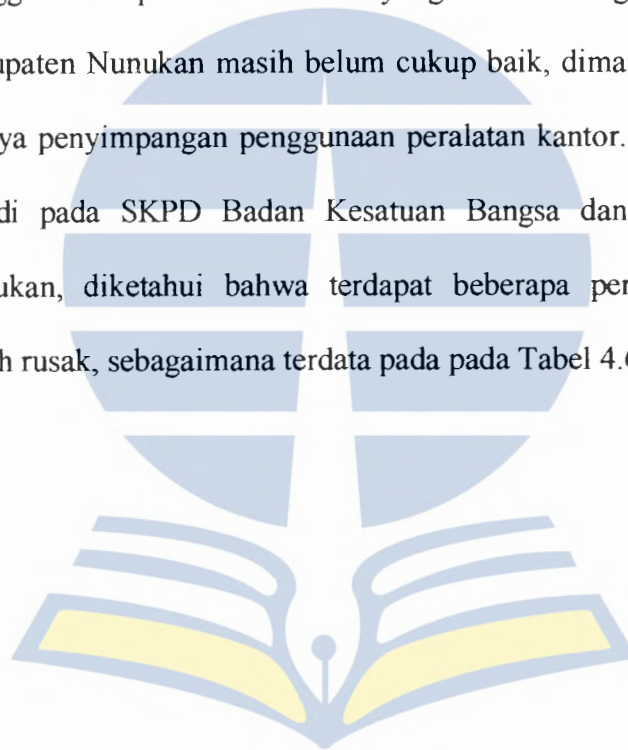 upaten Nunukan masih belum cukup baik, dima
ya penyimpangan penggunaan peralatan kantor.
di pada SKPD Badan Kesatuan Bangsa dan
ukan, diketahui bahwa terdapat beberapa per
h rusak, sebagaimana terdata pada pada Tabel 4.